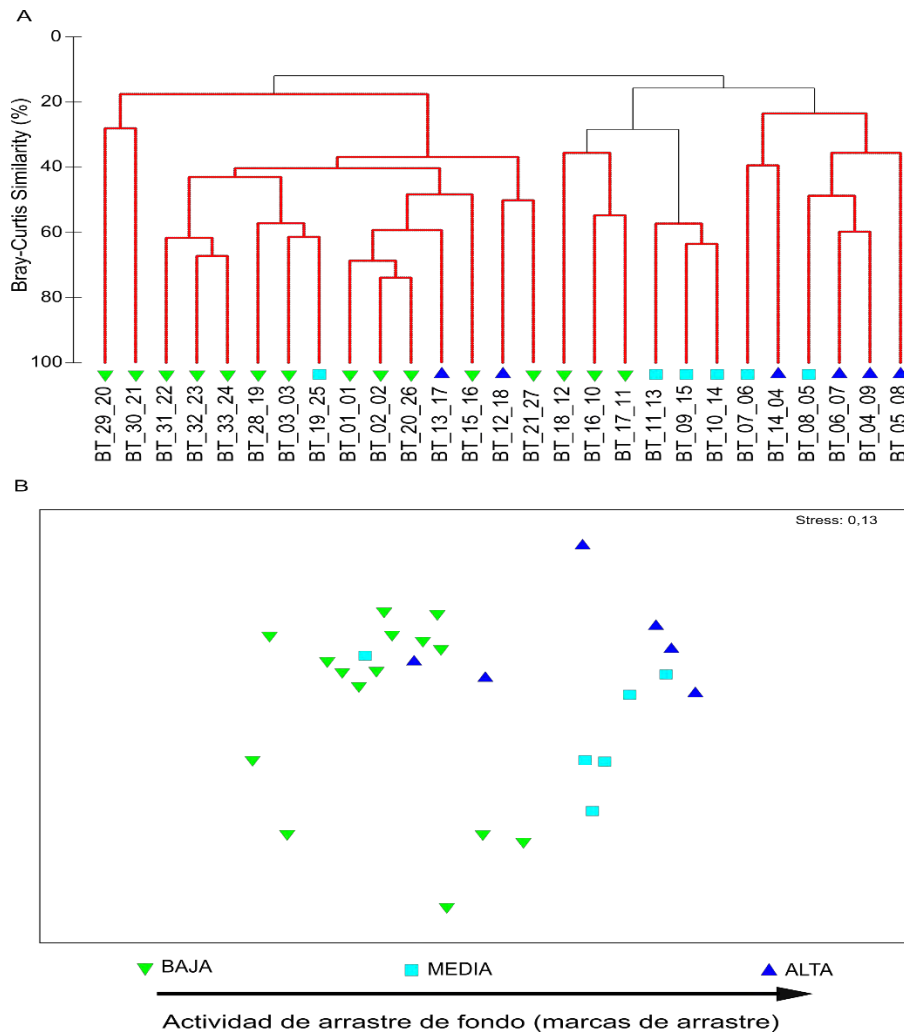 A
0
20
40
60
80
100
Bray-Curtis Similarity (%)
BT_29_20
BT_30_21
BT_31_22
BT_32_23
BT_33_24
BT_28_19
BT_03_03
BT_19_25
BT_01_01
BT_02_02
BT_20_26
BT_13_17
BT_15_16
BT_12_18
BT_21_27
BT_18_12
BT_16_10
BT_17_11
BT_11_13
BT_09_15
BT_10_14
BT_07_06
BT_14_04
BT_08_05
BT_06_07
BT_04_09
BT_05_08
B
Stress: 0,13
BAJA
MEDIA
ALTA
Actividad de arrastre de fondo (marcas de arrastre)